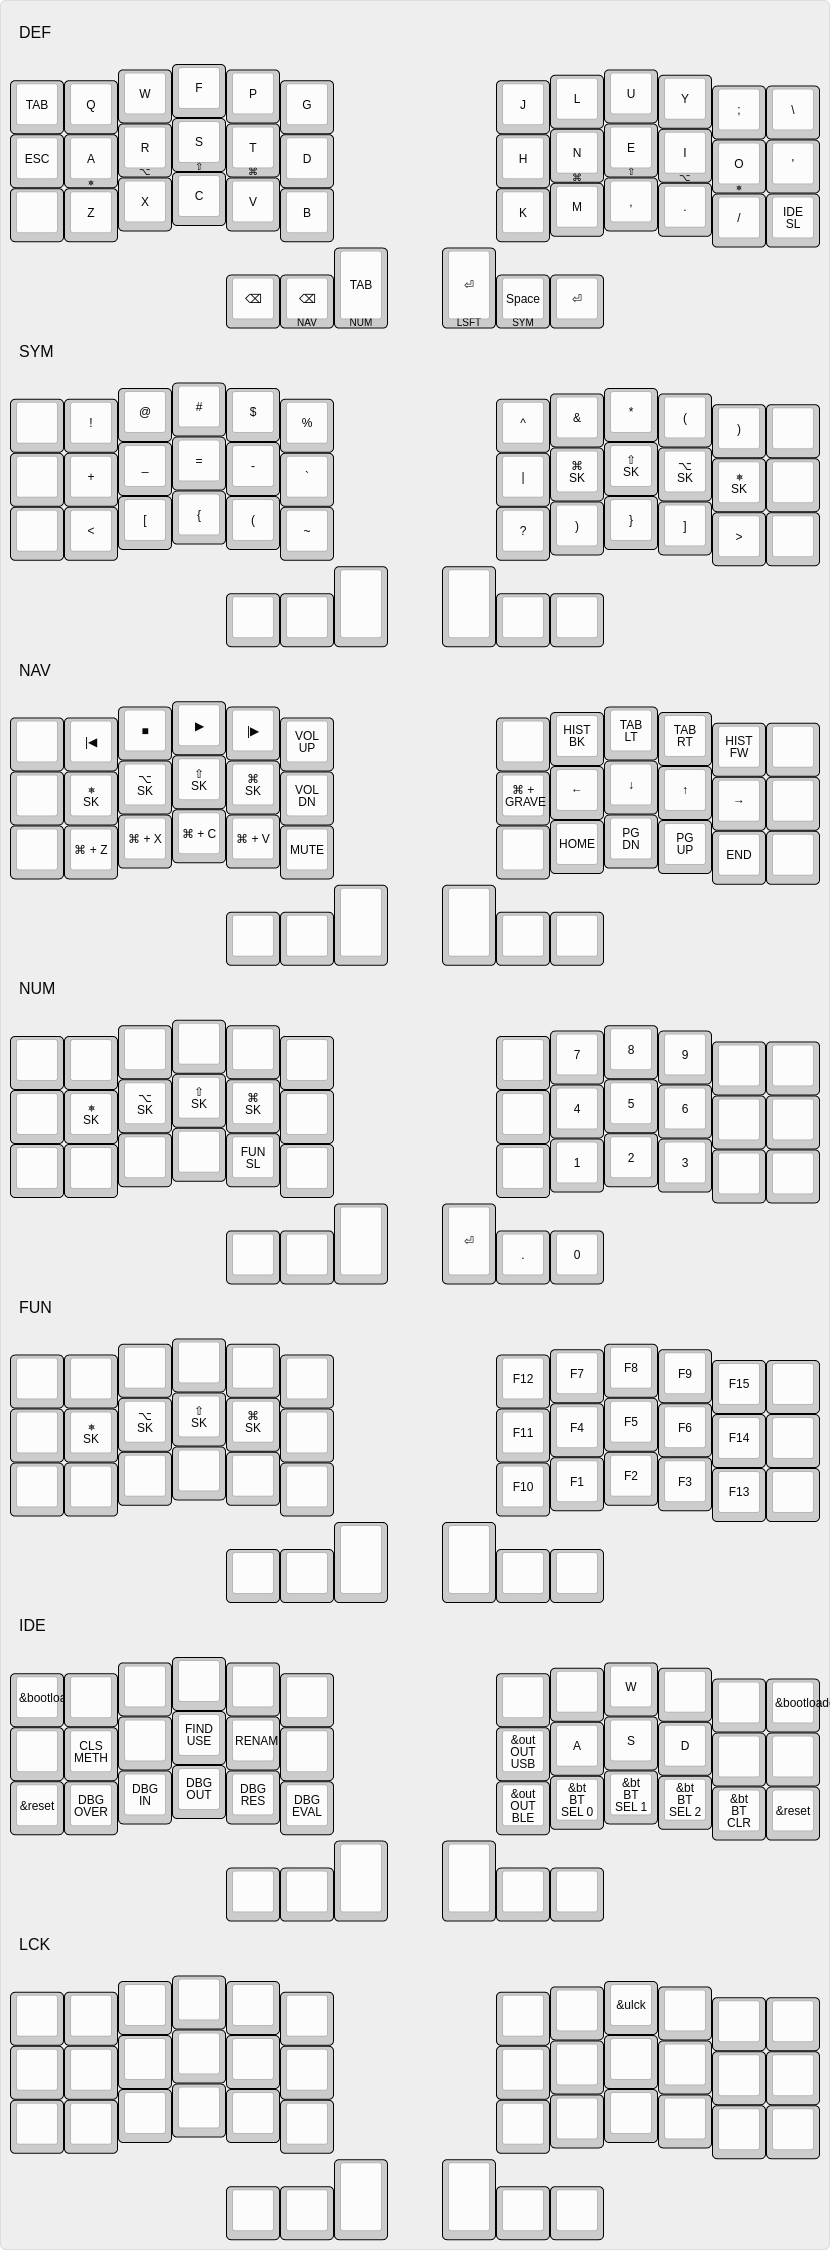 DEF
TAB Q W F P G J L U Y ; \
ESC A R S T D H N E I O '
⎈ ⌥ ⇧ ⌘ ⌘ ⇧ ⌥ ⎈
Z X C V B K M , . / IDE SL
⌫ ⌫ TAB ⏎ Space ⏎
NAV NUM LSFT SYM
SYM
! @ # $ % ^ & * ( )
+ _ = - ` | ⌘ SK ⇧ SK ⌥ SK ⎈ SK
< [ { ( ~ ? ) } ] >
NAV
|◀ ■ ▶ |▶ VOL UP HIST BK TAB LT TAB RT HIST FW
⎈ SK ⌥ SK ⇧ SK ⌘ SK VOL DN ⌘ + GRAVE ← ↓ ↑ →
⌘ + Z ⌘ + X ⌘ + C ⌘ + V MUTE HOME PG DN PG UP END
NUM
7 8 9
⎈ SK ⌥ SK ⇧ SK ⌘ SK 4 5 6
FUN SL 1 2 3
⏎ . 0
FUN
F12 F7 F8 F9 F15
⎈ SK ⌥ SK ⇧ SK ⌘ SK F11 F4 F5 F6 F14
F10 F1 F2 F3 F13
IDE
&bootloa W &bootloade
CLS METH FIND USE RENAM &out OUT USB A S D
&reset DBG OVER DBG IN DBG OUT DBG RES DBG EVAL &out OUT BLE &bt BT SEL 0 &bt BT SEL 1 &bt BT SEL 2 &bt BT CLR &reset
LCK
&ulck